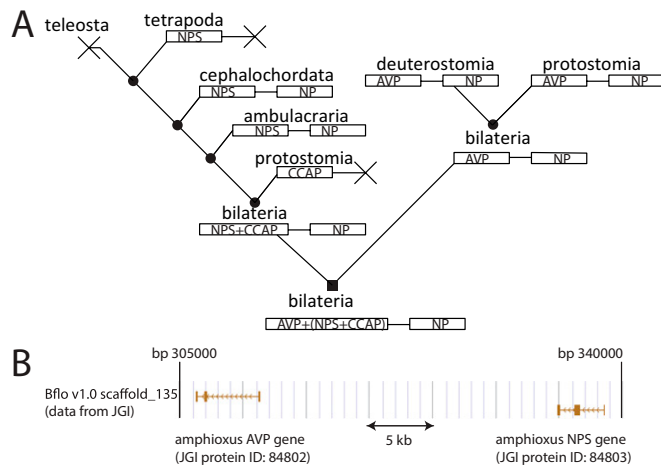 A
teleosta
tetrapoda
NPS
cephalochordata
NPS NP
ambulacraria
NPS NP
protostomia
CCAP
bilateria
NPS+CCAP NP
deuterostomia
AVP NP
protostomia
AVP NP
bilateria
AVP NP
bilateria
AVP+(NPS+CCAP) NP
B
bp 305000
bp 340000
Bflo v1.0 scaffold_135
(data from JGI)
5 kb
amphioxus AVP gene
(JGI protein ID: 84802)
amphioxus NPS gene
(JGI protein ID: 84803)